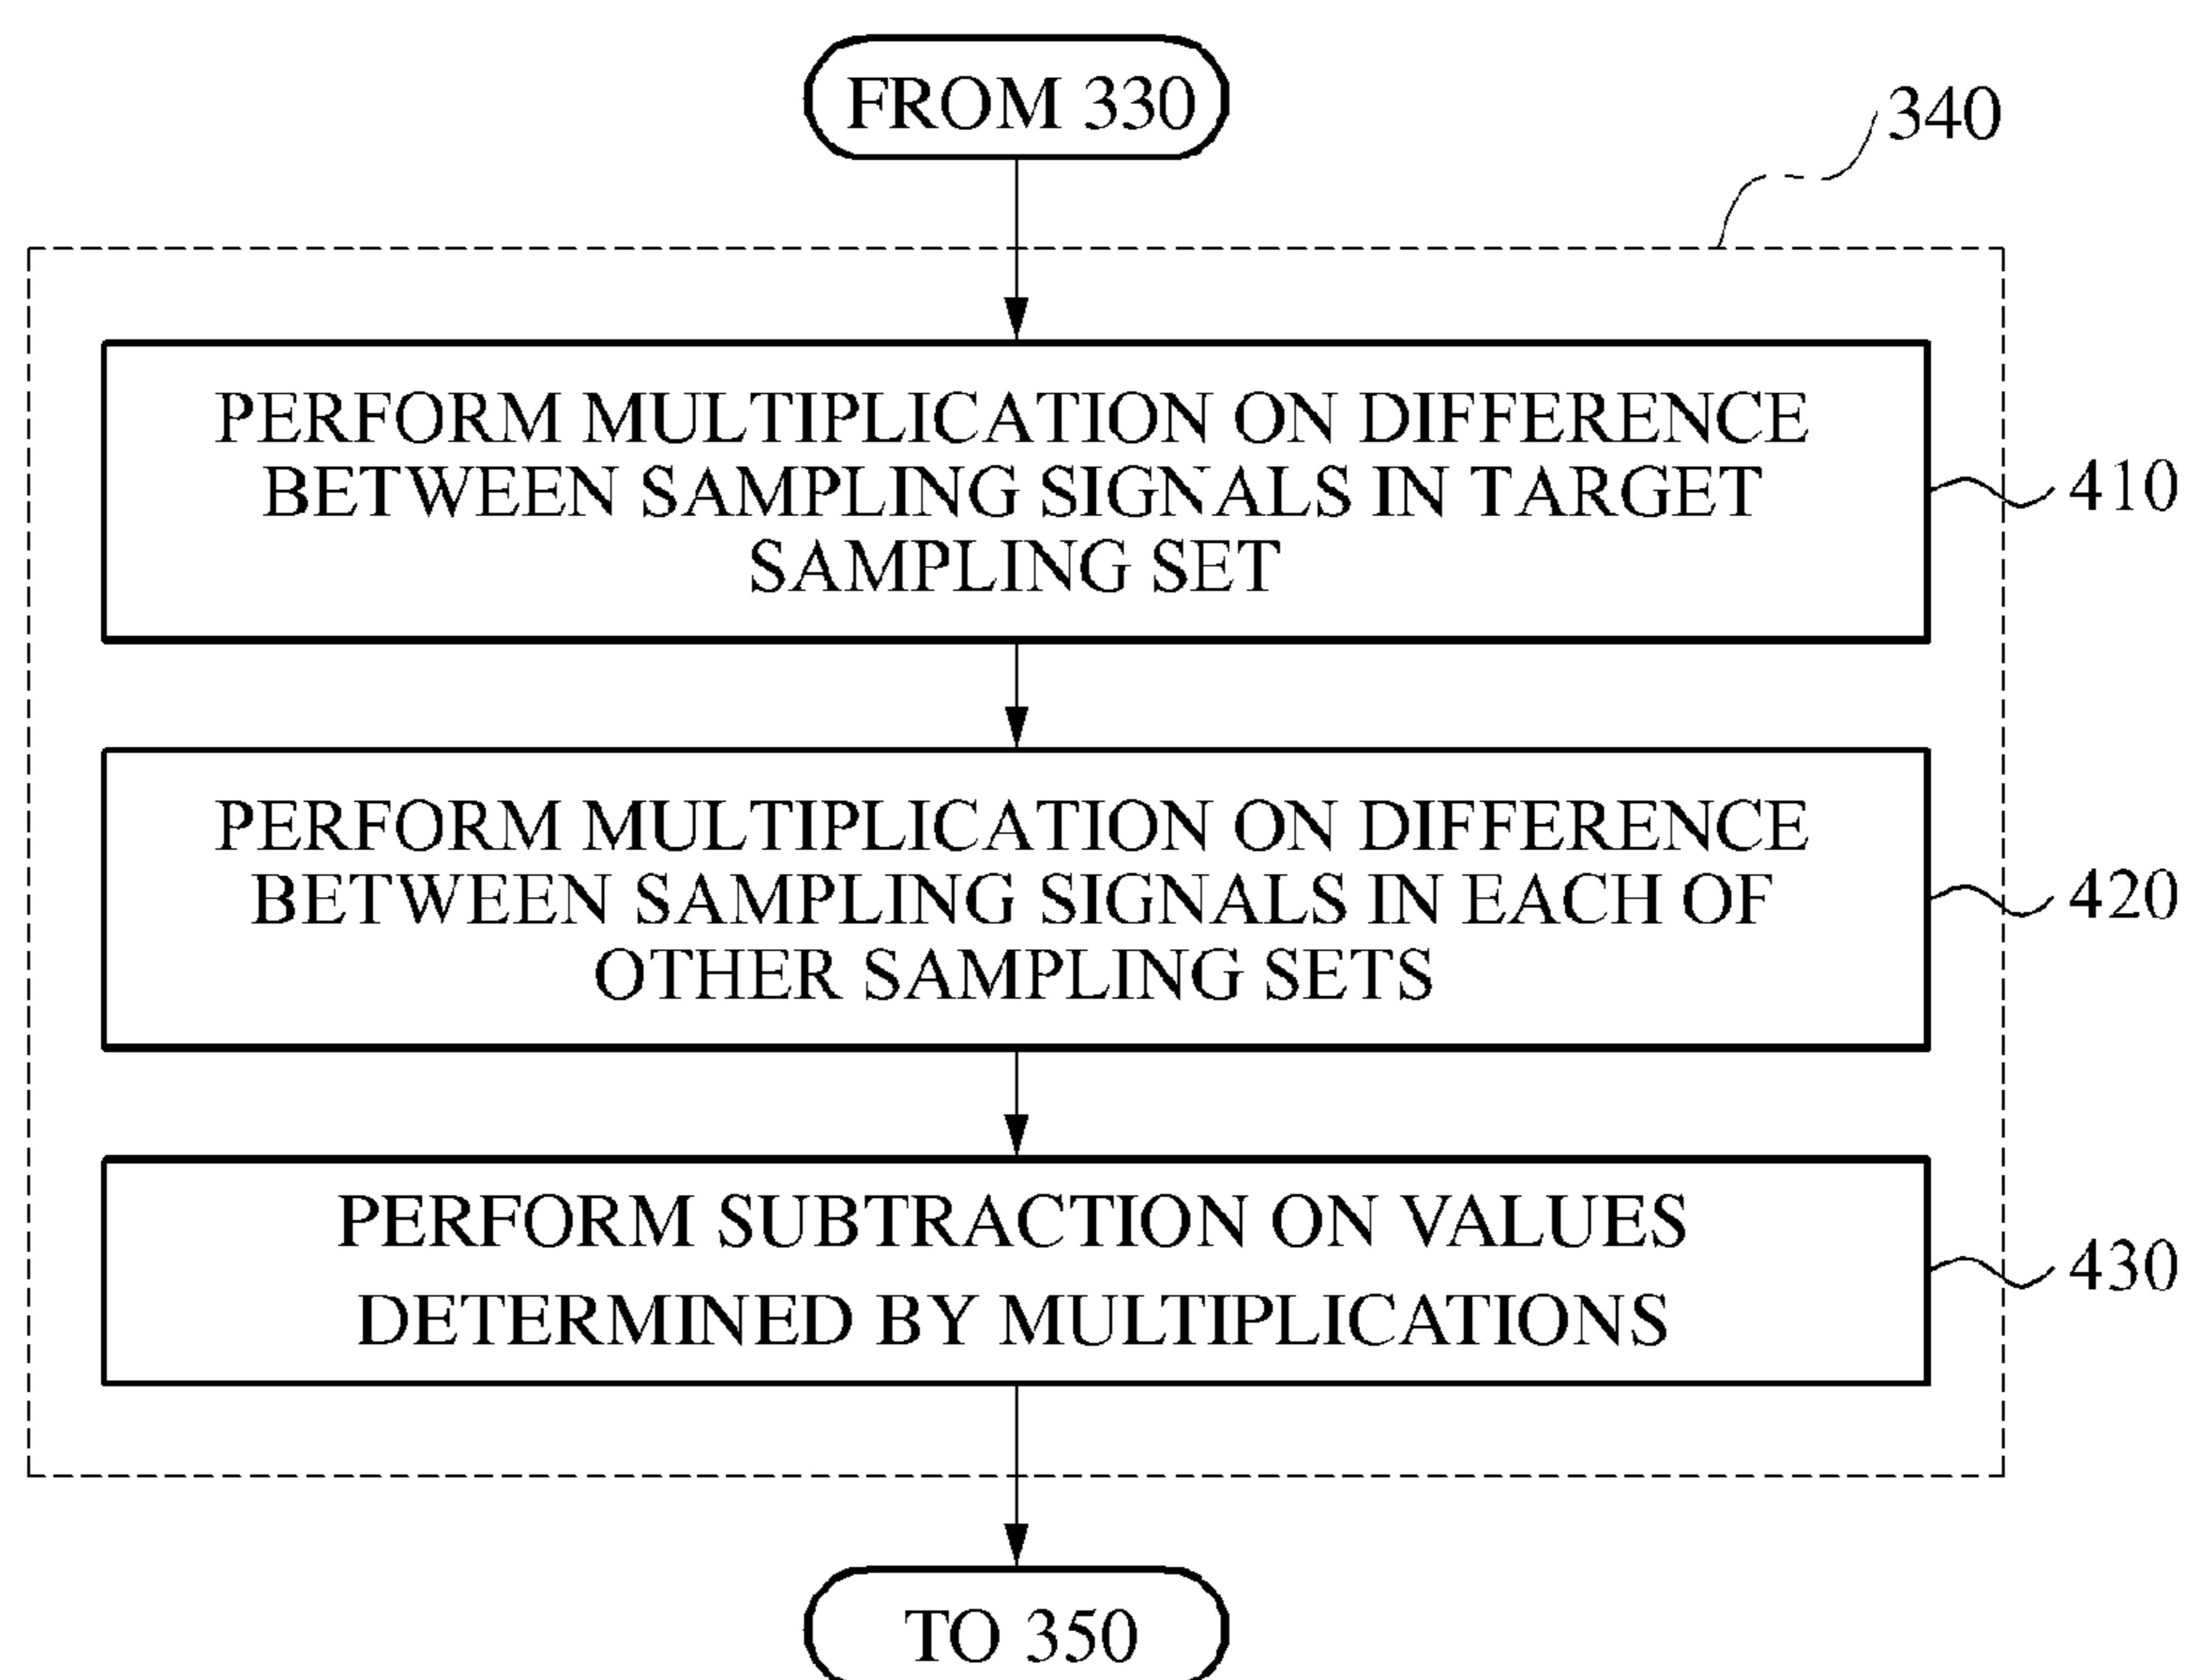 FROM 330
340
PERFORM MULTIPLICATION ON DIFFERENCE
BETWEEN SAMPLING SIGNALS IN TARGET
SAMPLING SET
410
PERFORM MULTIPLICATION ON DIFFERENCE
BETWEEN SAMPLING SIGNALS IN EACH OF
OTHER SAMPLING SETS
420
PERFORM SUBTRACTION ON VALUES
DETERMINED BY MULTIPLICATIONS
430
TO 350